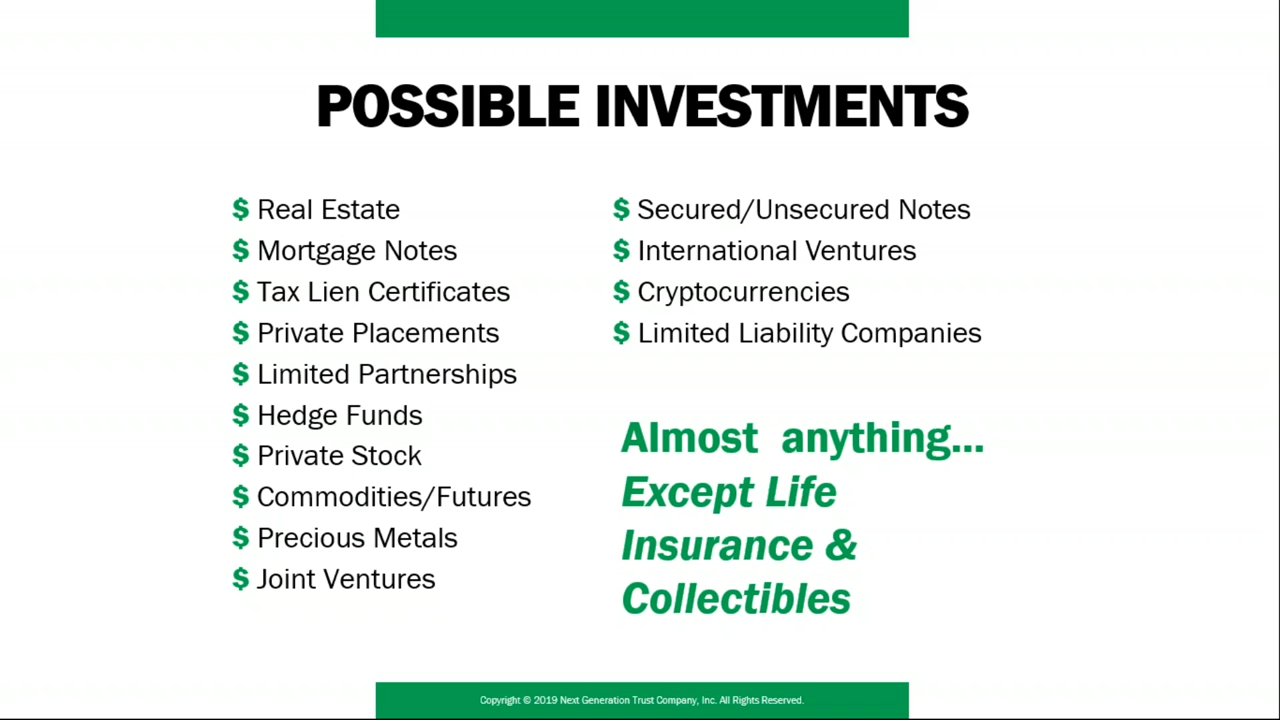 POSSIBLE INVESTMENTS
$ Real Estate
$ Mortgage Notes
$ Tax Lien Certificates
$ Private Placements
$ Limited Partnerships
$ Hedge Funds
$ Private Stock
$ Commodities/Futures
$ Precious Metals
$ Joint Ventures
$ Secured/Unsecured Notes
$ International Ventures
$ Cryptocurrencies
$ Limited Liability Companies
Almost anything...
Except Life
Insurance &
Collectibles
Copyright © 2019 Next Generation Trust Company, Inc. All Rights Reserved.